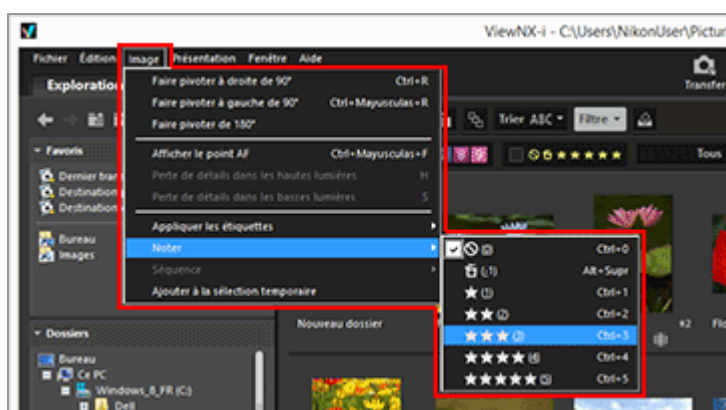 ViewNX-i - C:\Users\NikonUser\Pictur
Fichier Édition Image Présentation Fenêtre Aide
Exploratio
Transfer
Faire pivoter à droite de 90° Ctrl+R
Faire pivoter à gauche de 90° Ctrl+Mayusculas+R
Faire pivoter de 180°
Trier ABC
Filtre
Favoris
Afficher le point AF Ctrl+Mayusculas+F
Tous
Dernier tran
Perte de détails dans les hautes lumières H
Destination
Perte de détails dans les basses lumières S
Destination
Appliquer les étiquettes
Bureau
Noter
Images
Séquence
Ajouter à la sélection temporaire
(0) Ctrl+0
(-1) Alt+Supr
★ (1) Ctrl+1
★★ (2) Ctrl+2
★★★ (3) Ctrl+3
★★★★ (4) Ctrl+4
★★★★★ (5) Ctrl+5
Nouveau dossier
#2
Flo
Dossiers
Bureau
Ce PC
Windows_8_FR (C:)
Dell